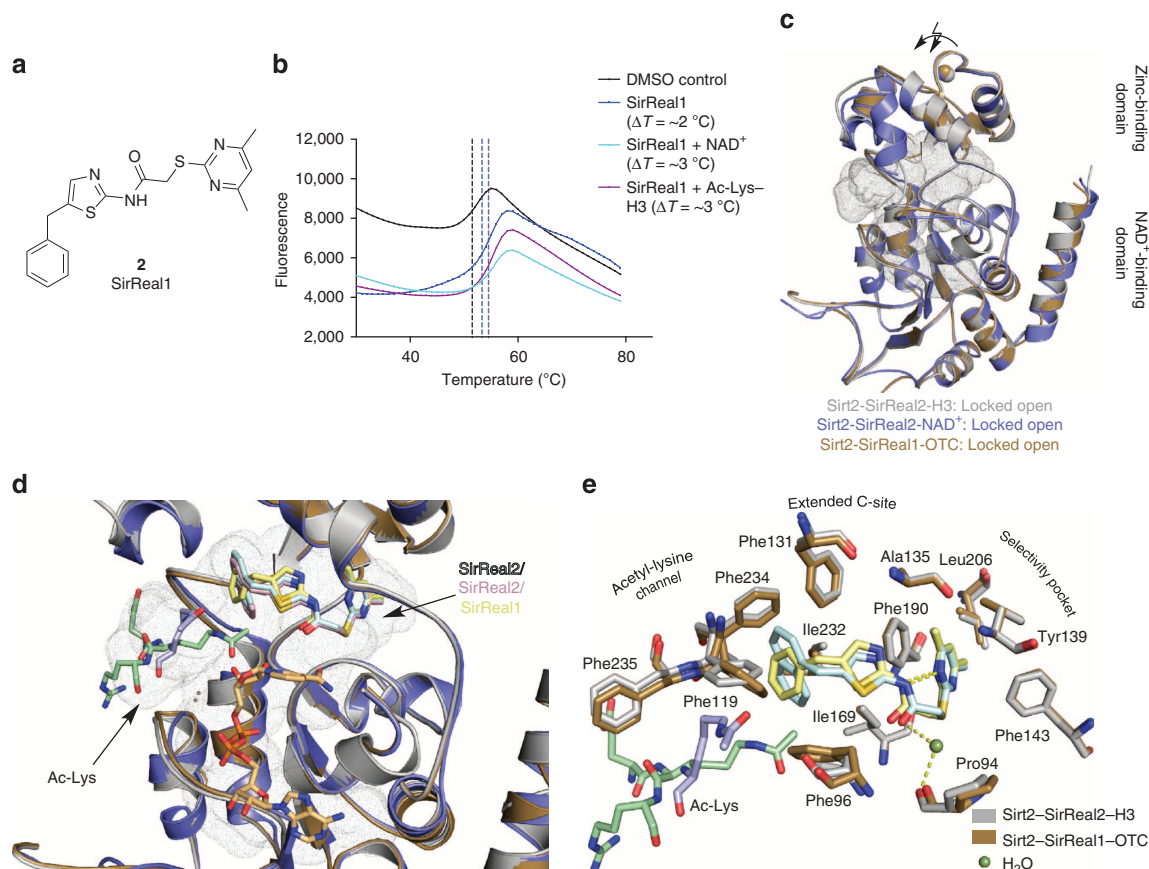 a
N
S
NH
O
S
N
N
2
SirReal1
b
DMSO control
SirReal1
(ΔT = ~2 °C)
SirReal1 + NAD⁺
(ΔT = ~3 °C)
SirReal1 + Ac-Lys–
H3 (ΔT = ~3 °C)
12,000
10,000
8,000
6,000
4,000
2,000
Fluorescence
40
60
80
Temperature (°C)
c
Zinc-binding
domain
NAD⁺-binding
domain
Sirt2-SirReal2-H3: Locked open
Sirt2-SirReal2-NAD⁺: Locked open
Sirt2-SirReal1-OTC: Locked open
d
SirReal2/
SirReal2/
SirReal1
Ac-Lys
e
Extended C-site
Acetyl-lysine
channel
Selectivity pocket
Phe131
Ala135
Leu206
Phe234
Phe190
Tyr139
Ile232
Phe235
Phe119
Ile169
Phe143
Ac-Lys
Phe96
Pro94
Sirt2–SirReal2–H3
Sirt2–SirReal1–OTC
H₂O